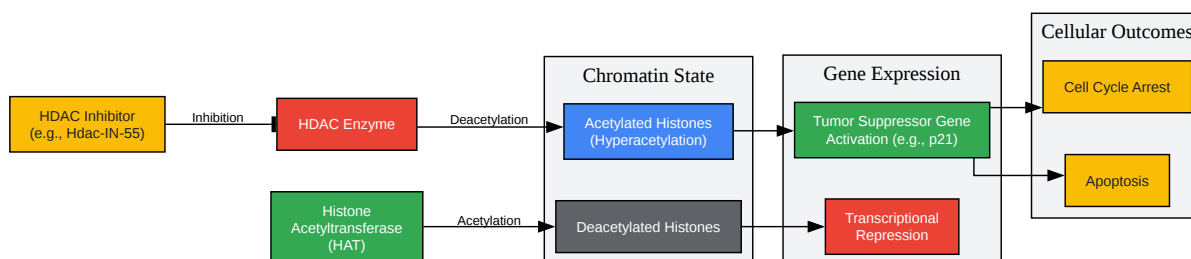 Cellular Outcomes
Chromatin State
Gene Expression
HDAC Inhibitor
(e.g., Hdac-IN-55)
Inhibition
HDAC Enzyme
Deacetylation
Acetylated Histones
(Hyperacetylation)
Tumor Suppressor Gene
Activation (e.g., p21)
Cell Cycle Arrest
Apoptosis
Histone
Acetyltransferase
(HAT)
Acetylation
Deacetylated Histones
Transcriptional
Repression